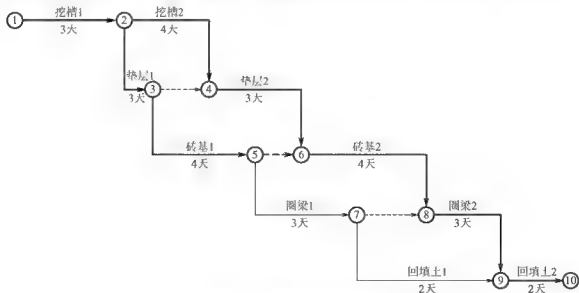 挖槽1 挖槽2
① ②
3天 4天
垫层1 垫层2
③ ④
3天 3天
砖基1 砖基2
⑤ ⑥
4天 4天
圈梁1 圈梁2
⑦ ⑧
3天 3天
回填土1 回填土2
⑨ ⑩
2天 2天